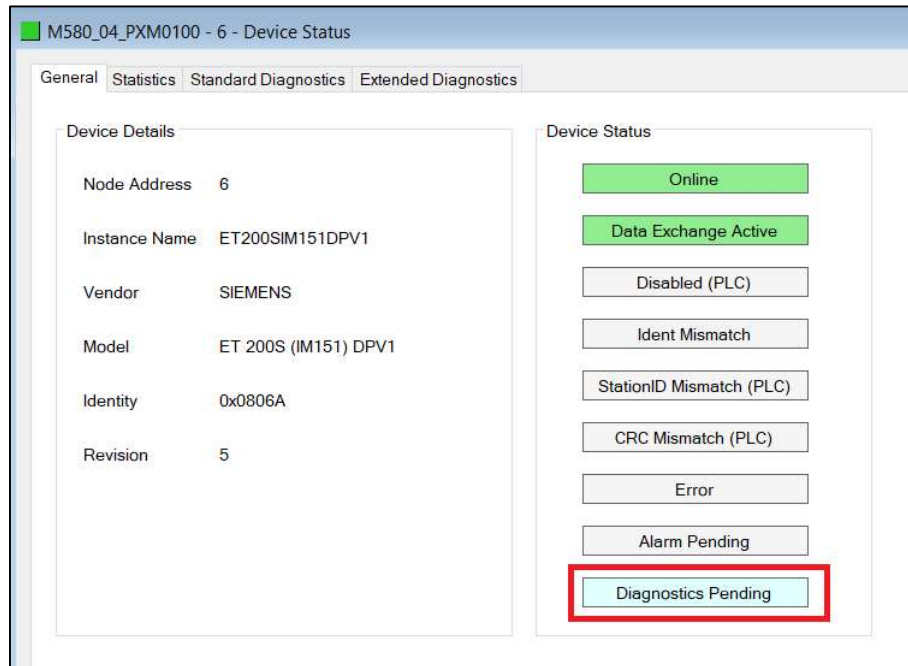 M580_04_PXM0100 - 6 - Device Status
General Statistics Standard Diagnostics Extended Diagnostics
Device Details
Node Address 6
Instance Name ET200SIM151DPV1
Vendor SIEMENS
Model ET 200S (IM151) DPV1
Identity 0x0806A
Revision 5
Device Status
Online
Data Exchange Active
Disabled (PLC)
Ident Mismatch
StationID Mismatch (PLC)
CRC Mismatch (PLC)
Error
Alarm Pending
Diagnostics Pending